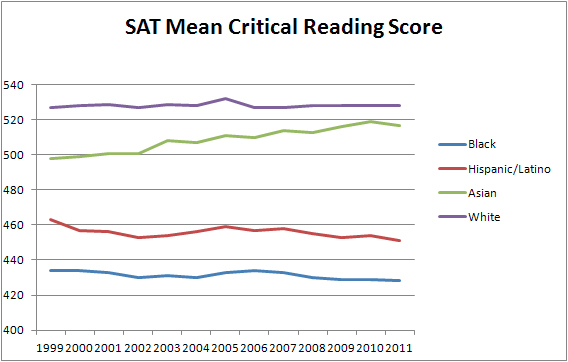 SAT Mean Critical Reading Score
540
520
500
480
460
440
420
400
1999 2000 2001 2002 2003 2004 2005 2006 2007 2008 2009 2010 2011
Black
Hispanic/Latino
Asian
White